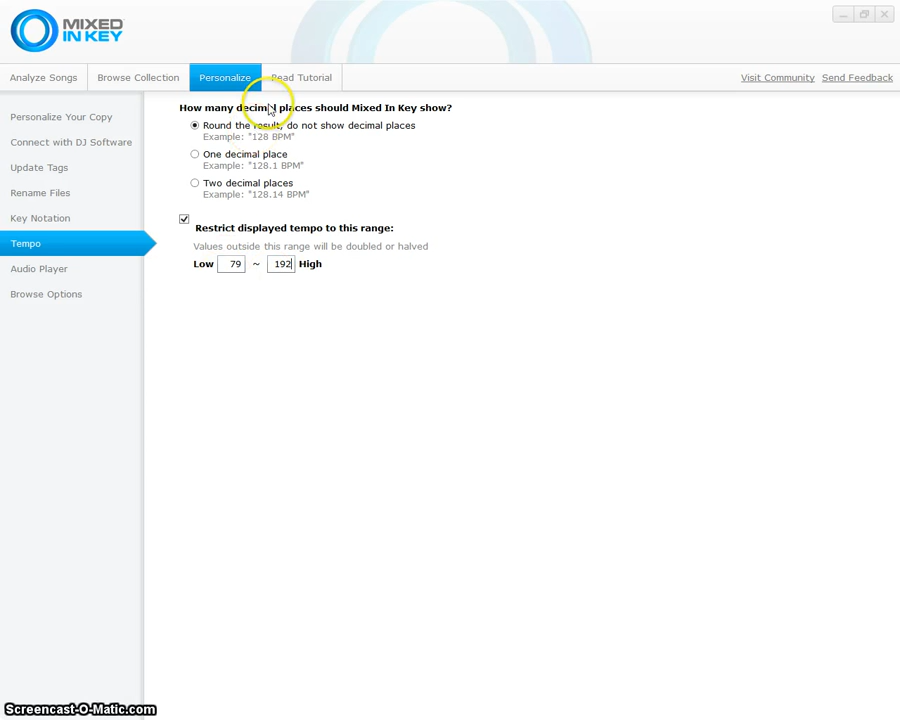 MIXED
IN KEY
Analyze Songs
Browse Collection
Personalize
Read Tutorial
Visit Community
Send Feedback
Personalize Your Copy
Connect with DJ Software
Update Tags
Rename Files
Key Notation
Tempo
Audio Player
Browse Options
How many decimal places should Mixed In Key show?
Round the result, do not show decimal places
Example: "128 BPM"
One decimal place
Example: "128.1 BPM"
Two decimal places
Example: "128.14 BPM"
Restrict displayed tempo to this range:
Values outside this range will be doubled or halved
Low 79 ~ 192 High
Screencast-O-Matic.com